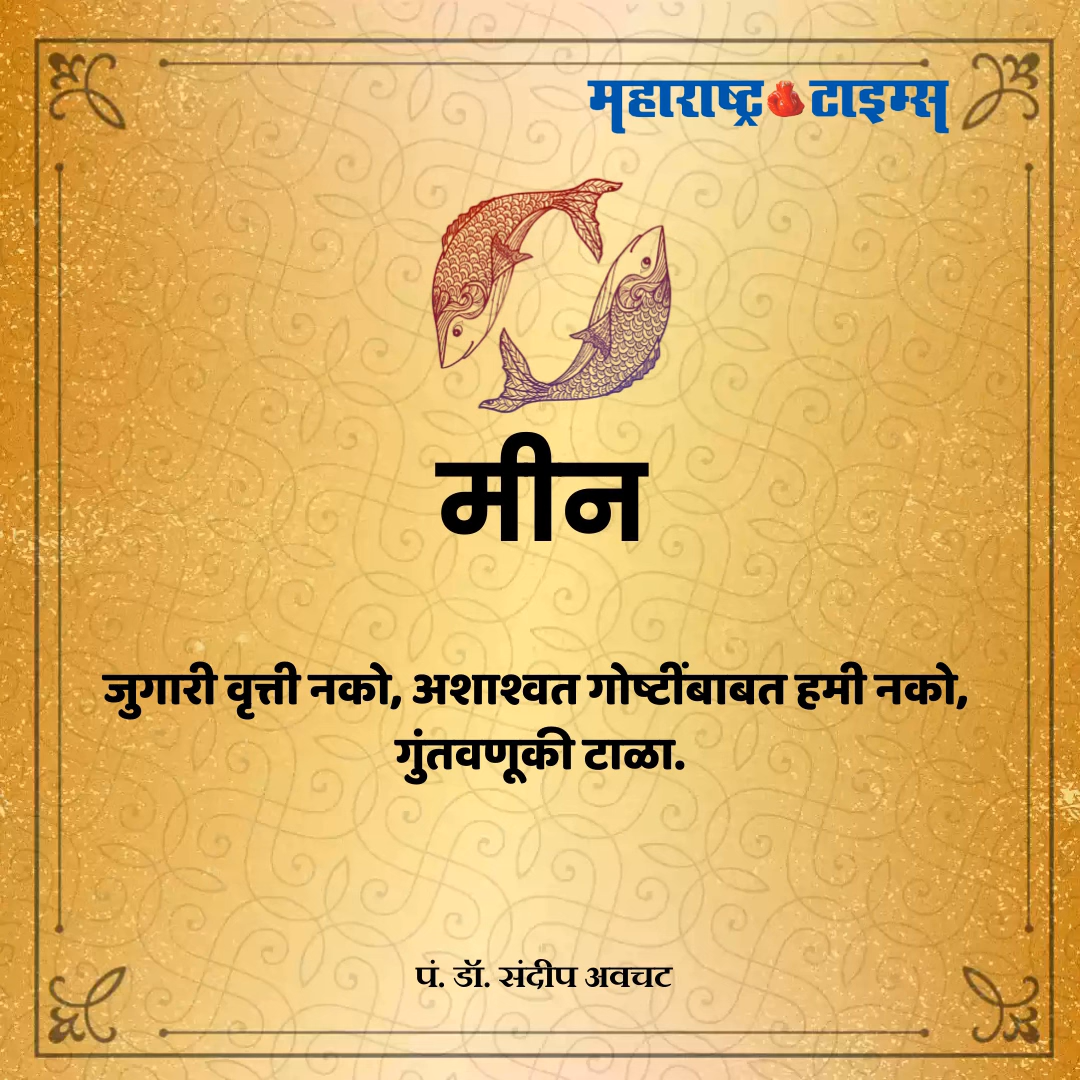 महाराष्ट्र टाइम्स
मीन
जुगारी वृत्ती नको, अशाश्वत गोष्टींबाबत हमी नको,
गुंतवणूकी टाळा.
पं. डॉ. संदीप अवचट